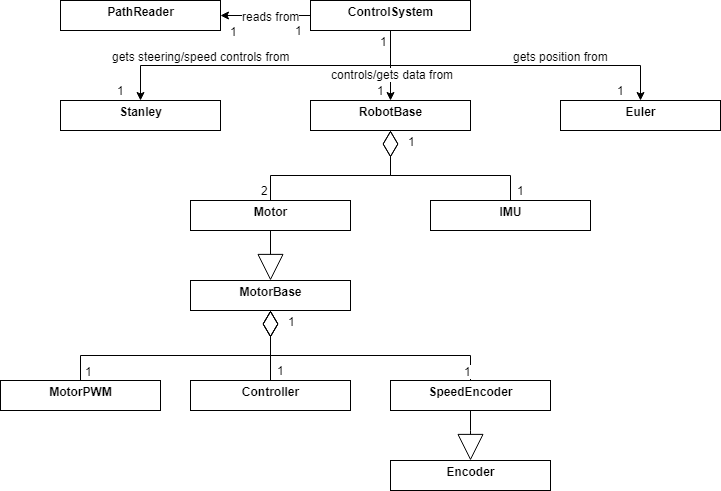 PathReader
reads from
ControlSystem
1
1
1
gets steering/speed controls from
gets position from
controls/gets data from
1
1
1
Stanley
RobotBase
Euler
1
2
1
Motor
IMU
MotorBase
1
1
1
1
MotorPWM
Controller
SpeedEncoder
Encoder